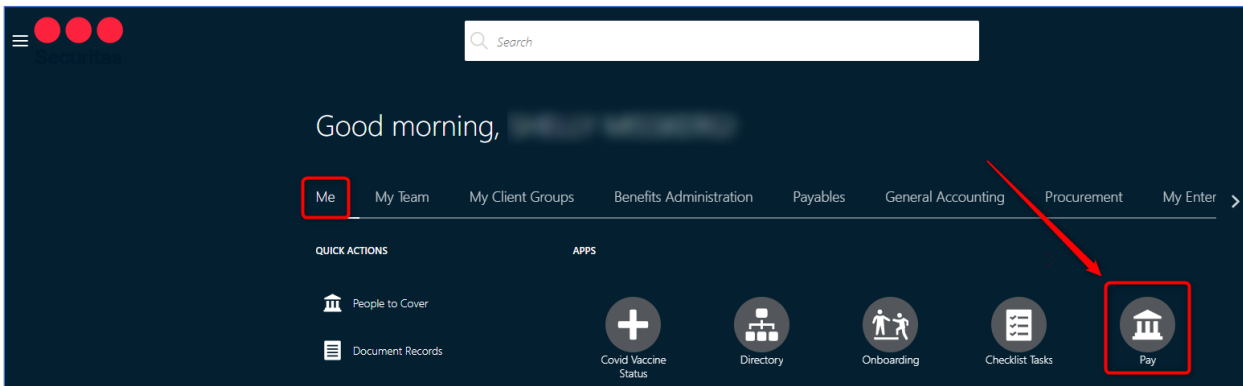 Securitas
Search
Good morning,
Me My Team My Client Groups Benefits Administration Payables General Accounting Procurement My Enter
QUICK ACTIONS APPS
People to Cover
Document Records
Covid Vaccine
Status
Directory
Onboarding
Checklist Tasks
Pay